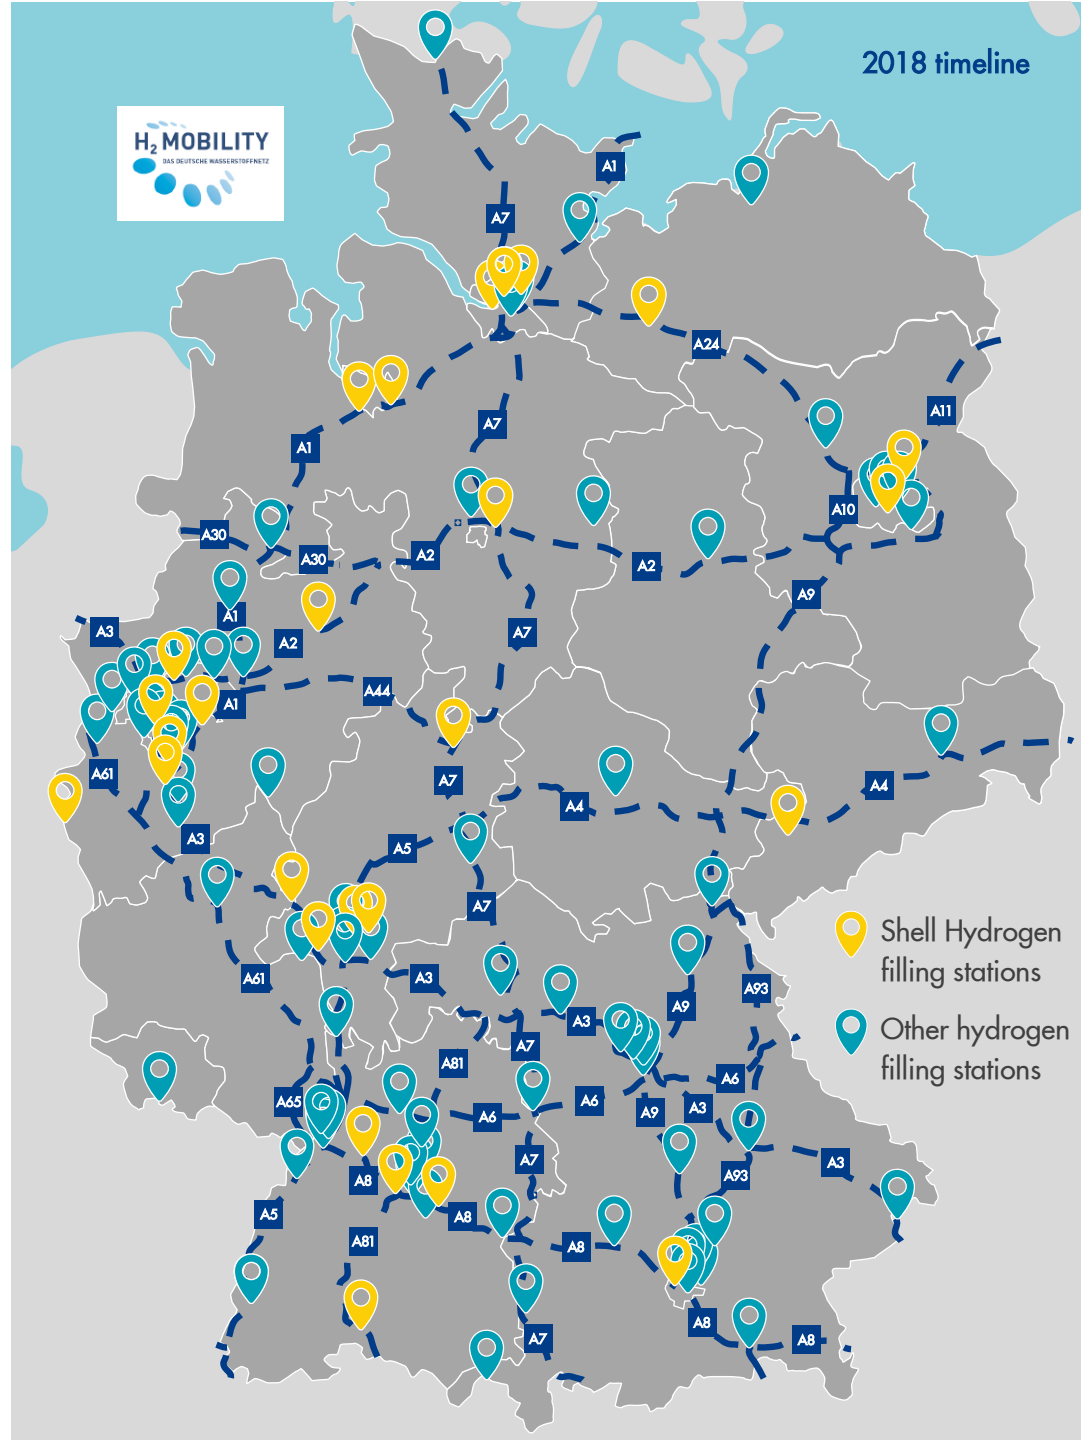 2018 timeline
H2 MOBILITY
DAS DEUTSCHE WASSERSTOFFNETZ
A1
A7
A24
A11
A7
A1
A10
A30
A2
A30
A2
A9
A1
A3
A7
A2
A44
A1
A61
A7
A4
A4
A3
A5
A7
Shell Hydrogen
filling stations
A61
A3
A93
A9
A3
Other hydrogen
filling stations
A7
A81
A6
A65
A6
A9
A3
A6
A7
A3
A8
A93
A5
A8
A81
A8
A8
A7
A8